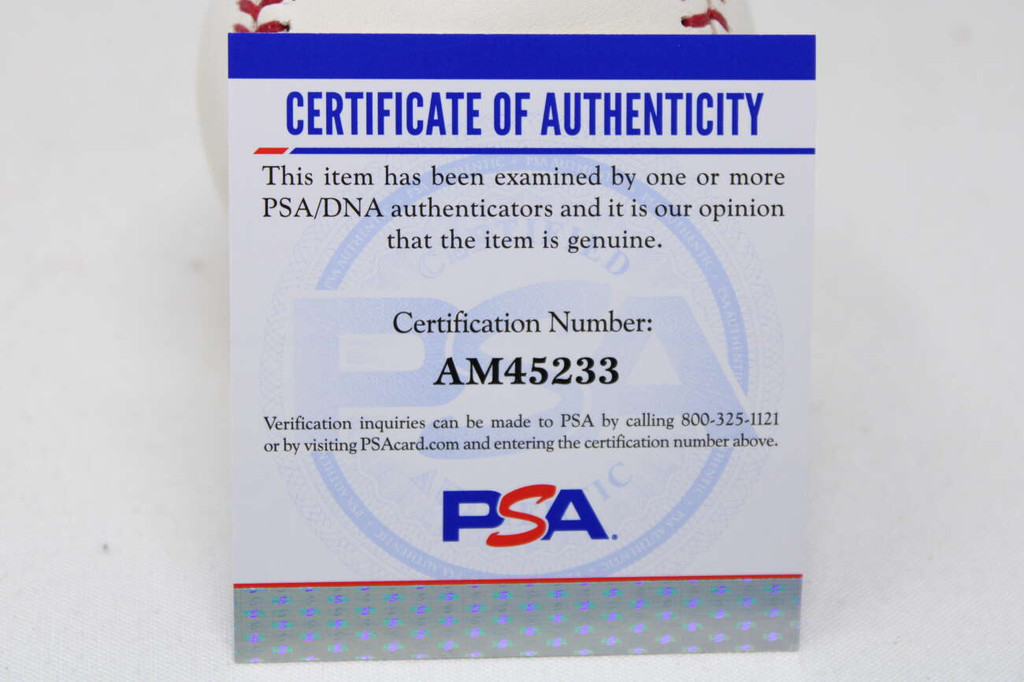 CERTIFICATE OF AUTHENTICITY
This item has been examined by one or more
PSA/DNA authenticators and it is our opinion
that the item is genuine.
Certification Number:
AM45233
Verification inquiries can be made to PSA by calling 800-325-1121
or by visiting PSAcard.com and entering the certification number above.
PSA